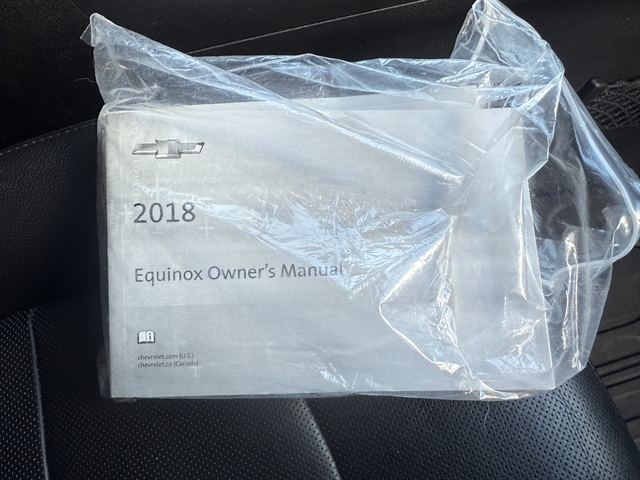 2018
Equinox Owner's Manual
chevrolet.com (U.S.)
chevrolet.ca (Canada)